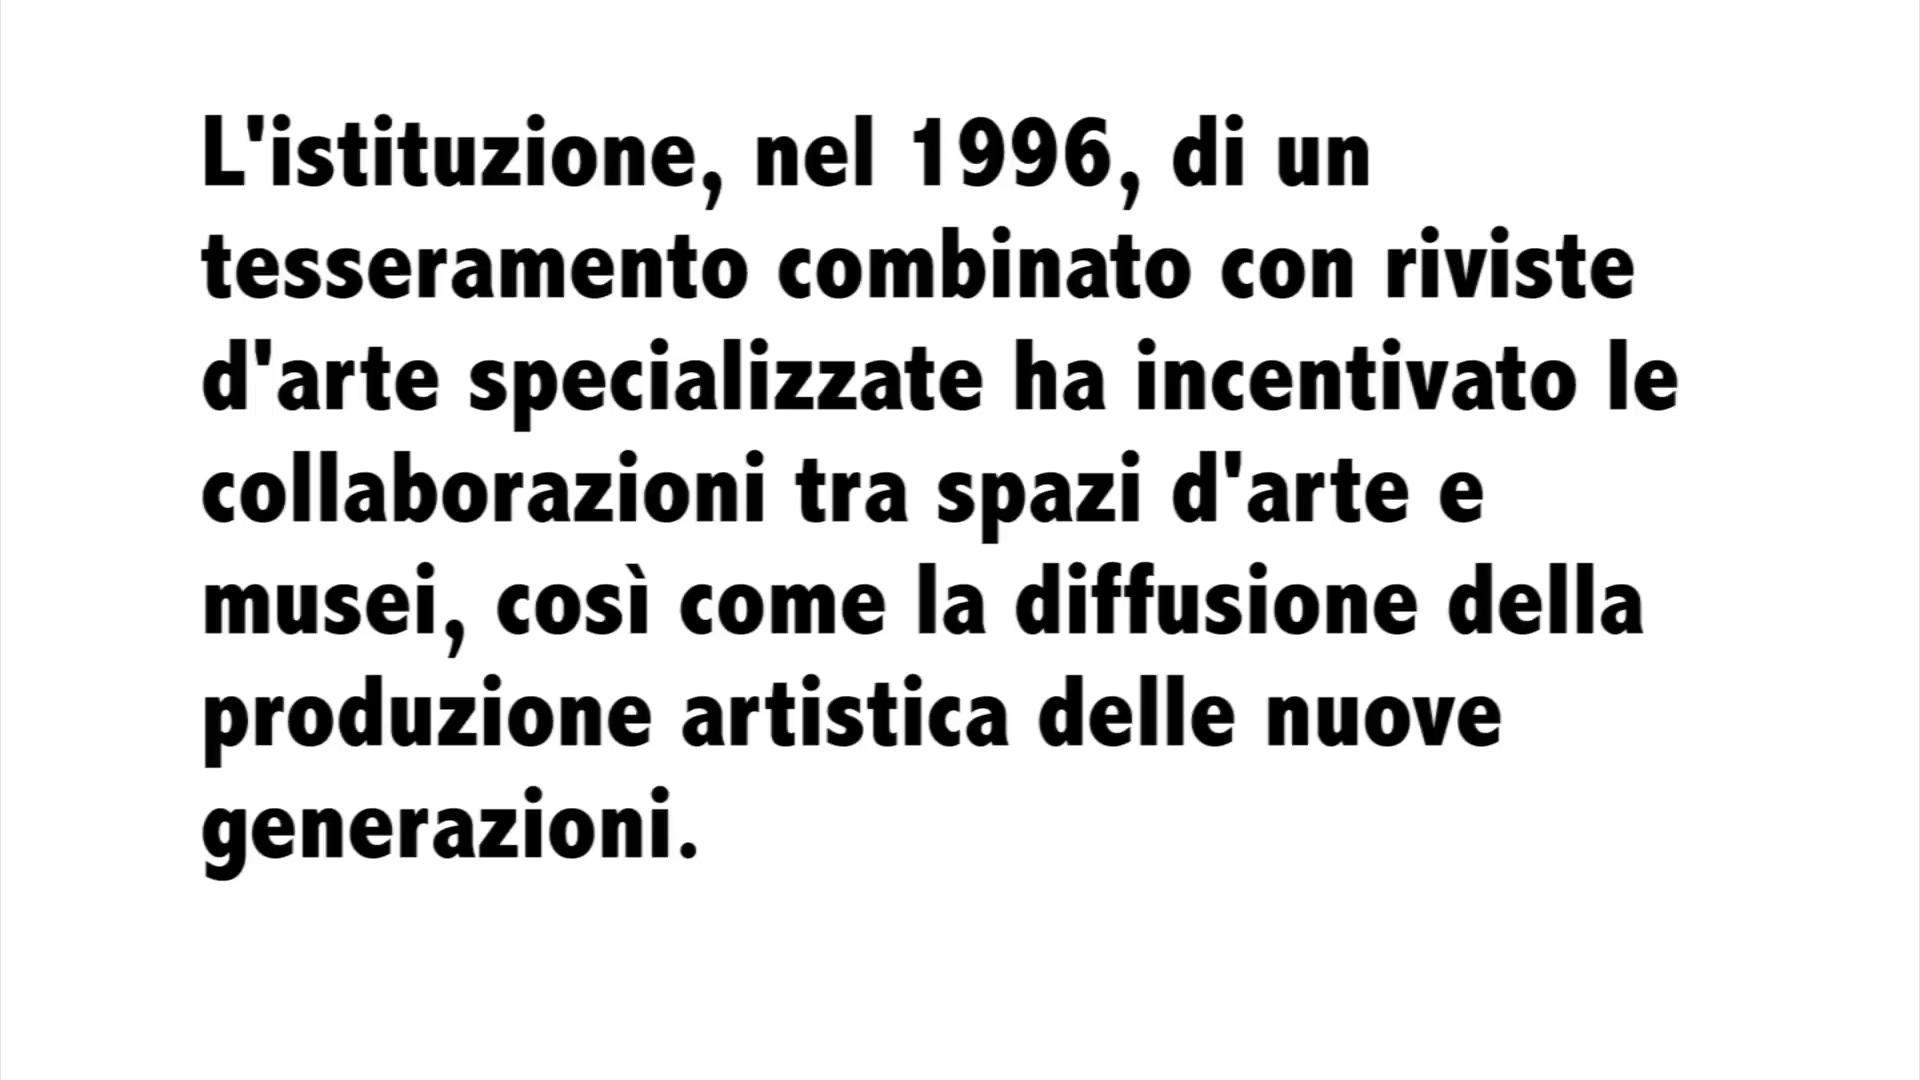 L'istituzione, nel 1996, di un
tesseramento combinato con riviste
d'arte specializzate ha incentivato le
collaborazioni tra spazi d'arte e
musei, così come la diffusione della
produzione artistica delle nuove
generazioni.